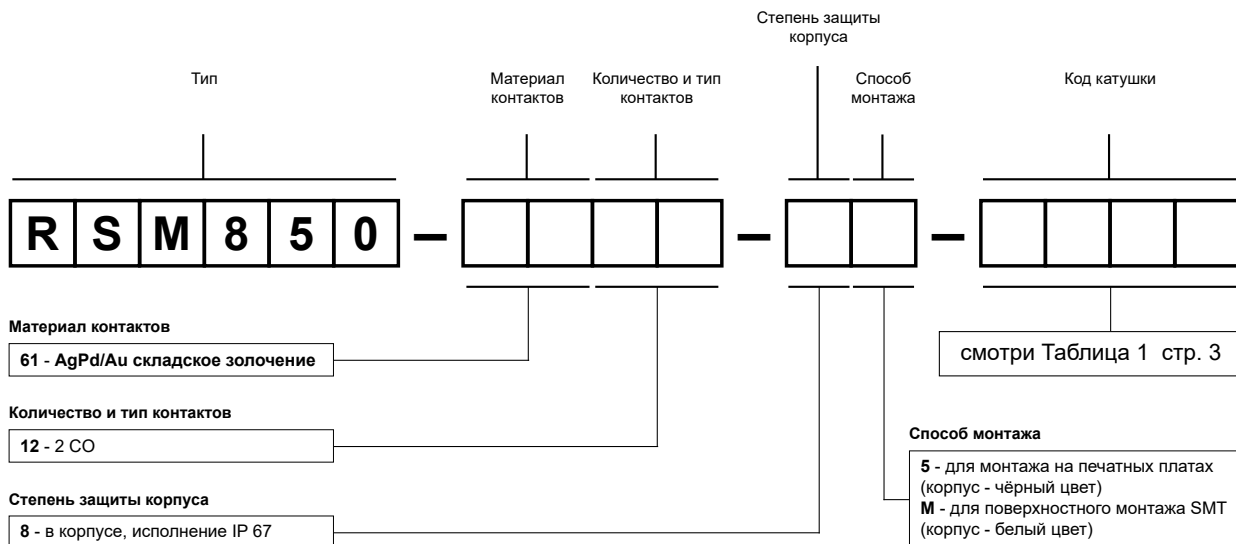 Степень защиты
корпуса
Тип
Материал
контактов
Количество и тип
контактов
Способ
монтажа
Код катушки
R S M 8 5 0 – –  –
Материал контактов
61 - AgPd/Au складское золочение
смотри Таблица 1 стр. 3
Количество и тип контактов
12 - 2 CO
Способ монтажа
5 - для монтажа на печатных платах
(корпус - чёрный цвет)
M - для поверхностного монтажа SMT
(корпус - белый цвет)
Степень защиты корпуса
8 - в корпусе, исполнение IP 67